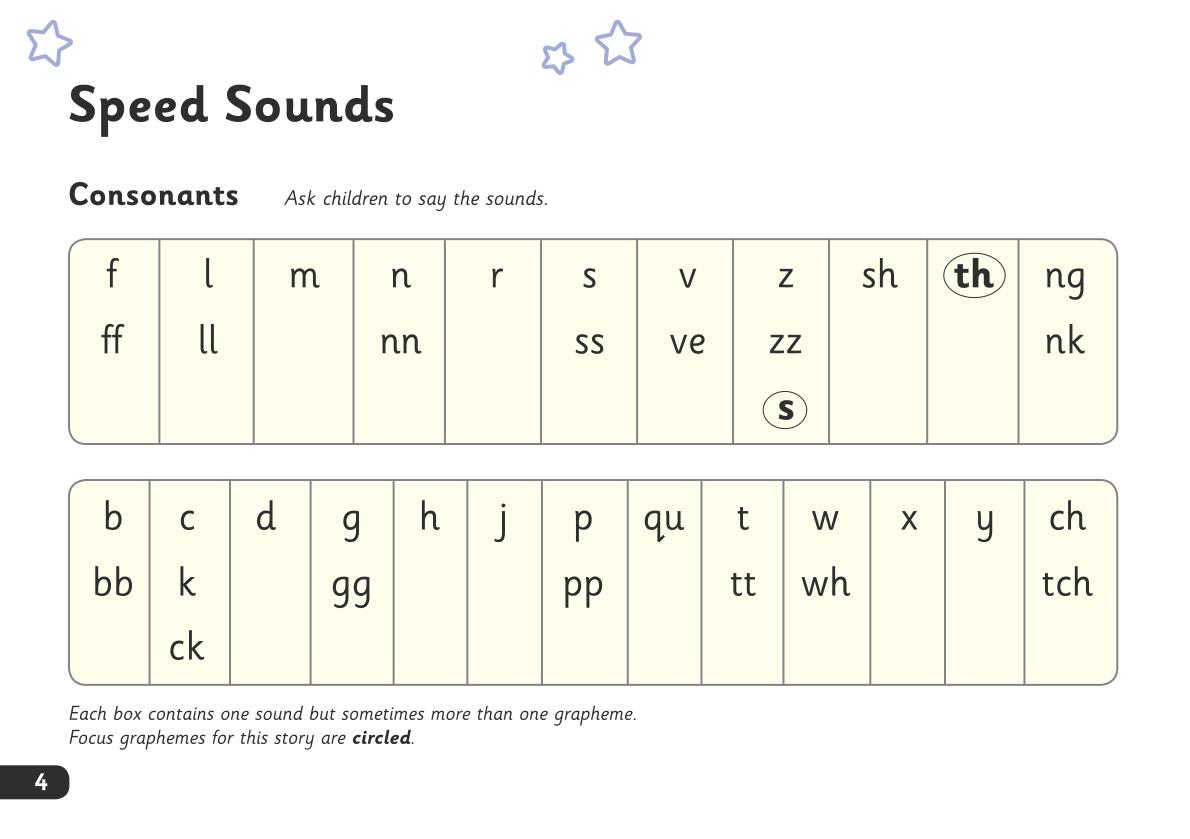 Speed Sounds
Consonants Ask children to say the sounds.
f l m n r s v z sh th ng
ff ll nn ss ve zz nk
s
b c d g h j p qu t w x y ch
bb k gg pp tt wh tch
ck
Each box contains one sound but sometimes more than one grapheme.
Focus graphemes for this story are circled.
4